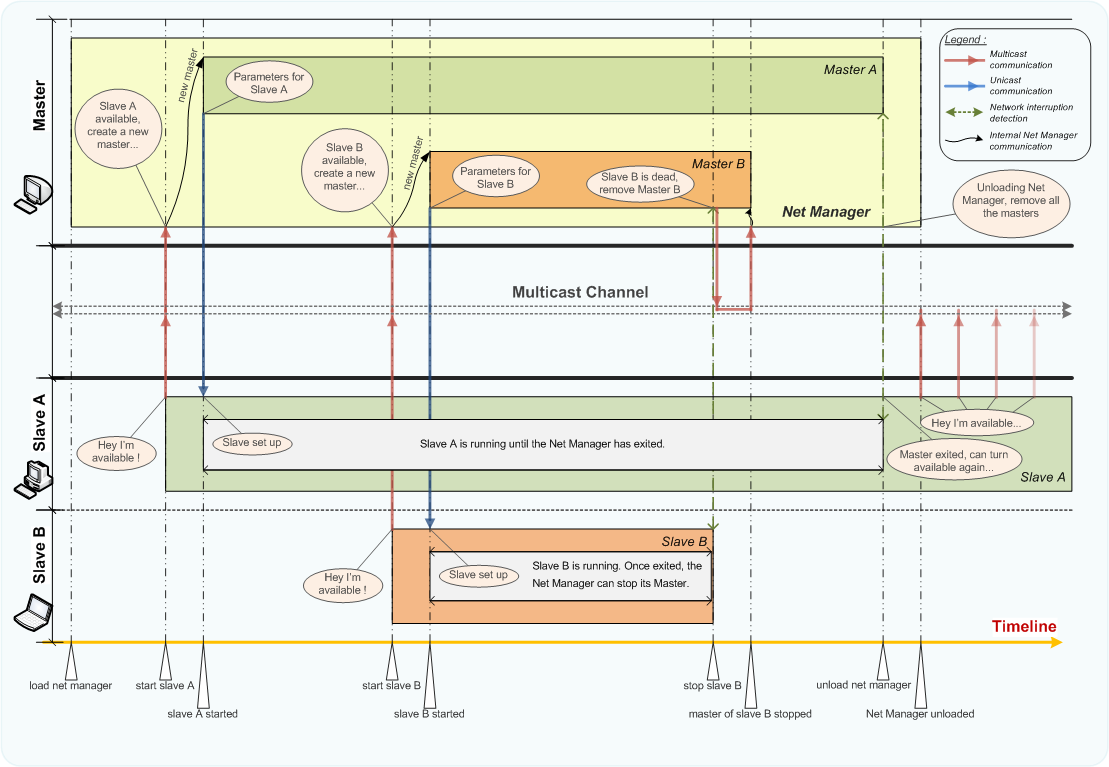 Legend :
Multicast
communication
Unicast
communication
Network interruption
detection
Internal Net Manager
communication
Master
new master
Parameters for
Slave A
Master A
Slave A
available,
create a new
master...
Slave B
available,
create a new
master...
new master
Parameters for
Slave B
Slave B is dead,
remove Master B
Master B
Net Manager
Unloading Net
Manager, remove all
the masters
Multicast Channel
Slave A
Hey I'm
available !
Slave set up
Slave A is running until the Net Manager has exited.
Hey I'm available...
Master exited, can turn
available again...
Slave A
Slave B
Hey I'm
available !
Slave set up
Slave B
Slave B is running. Once exited, the
Net Manager can stop its Master.
Timeline
load net manager
start slave A
slave A started
start slave B
slave B started
stop slave B
master of slave B stopped
unload net manager
Net Manager unloaded